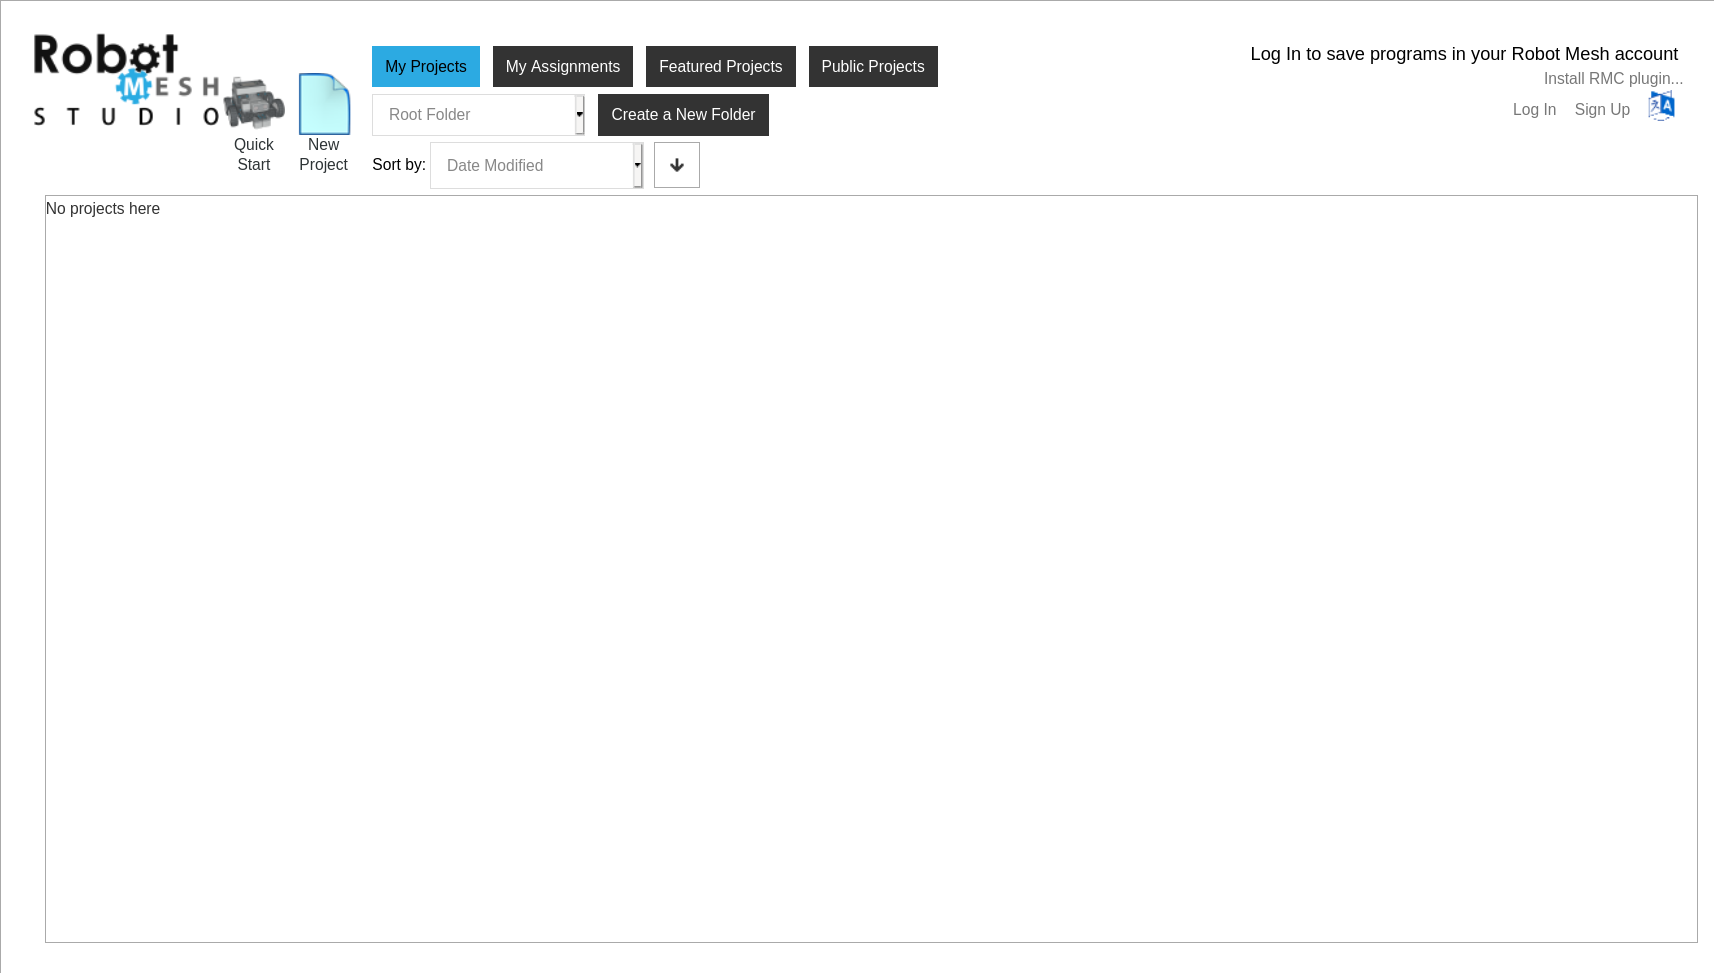 Robot
MESH
STUDIO
Quick
Start
New
Project
My Projects
My Assignments
Featured Projects
Public Projects
Root Folder
Create a New Folder
Sort by:
Date Modified
Log In to save programs in your Robot Mesh account
Install RMC plugin...
Log In
Sign Up
No projects here